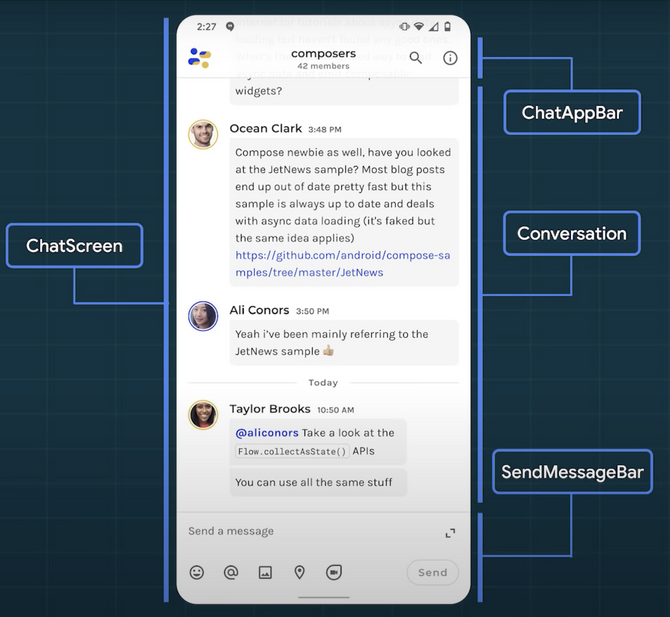 2:27
composers
42 members
widgets?
ChatAppBar
Ocean Clark 3:48 PM
Compose newbie as well, have you looked
at the JetNews sample? Most blog posts
end up out of date pretty fast but this
sample is always up to date and deals
with async data loading (it's faked but
the same idea applies)
https://github.com/android/compose-sa
mples/tree/master/JetNews
ChatScreen
Conversation
Ali Conors 3:50 PM
Yeah i've been mainly referring to the
JetNews sample 👍🏼
Today
Taylor Brooks 10:50 AM
@aliconors Take a look at the
Flow.collectAsState() APIs
You can use all the same stuff
SendMessageBar
Send a message
Send